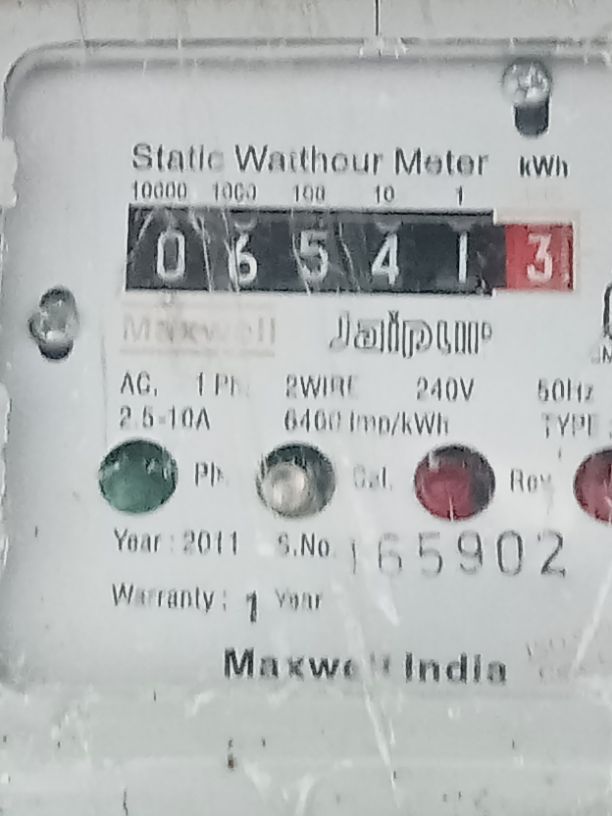 Static Watthour Meter kWh
10000 1000 100 10 1
0 6 5 4 1 3
Maxwell Jaipur
AC, 1 Ph. 2WIRE 240V 50Hz
2.5-10A 6400 Imp/kWh TYPE
Ph. Cal. Rev.
Year : 2011 S.No. 165902
Warranty : 1 Year
Maxwell India